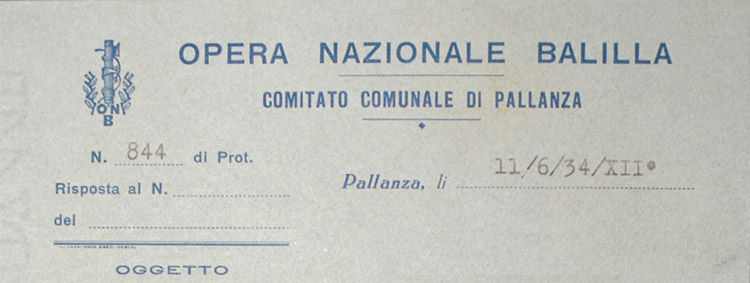 OPERA NAZIONALE BALILLA
COMITATO COMUNALE DI PALLANZA
ONB
N. 844 di Prot.
Pallanza, li 11/6/34/XII°
Risposta al N.
del
OGGETTO